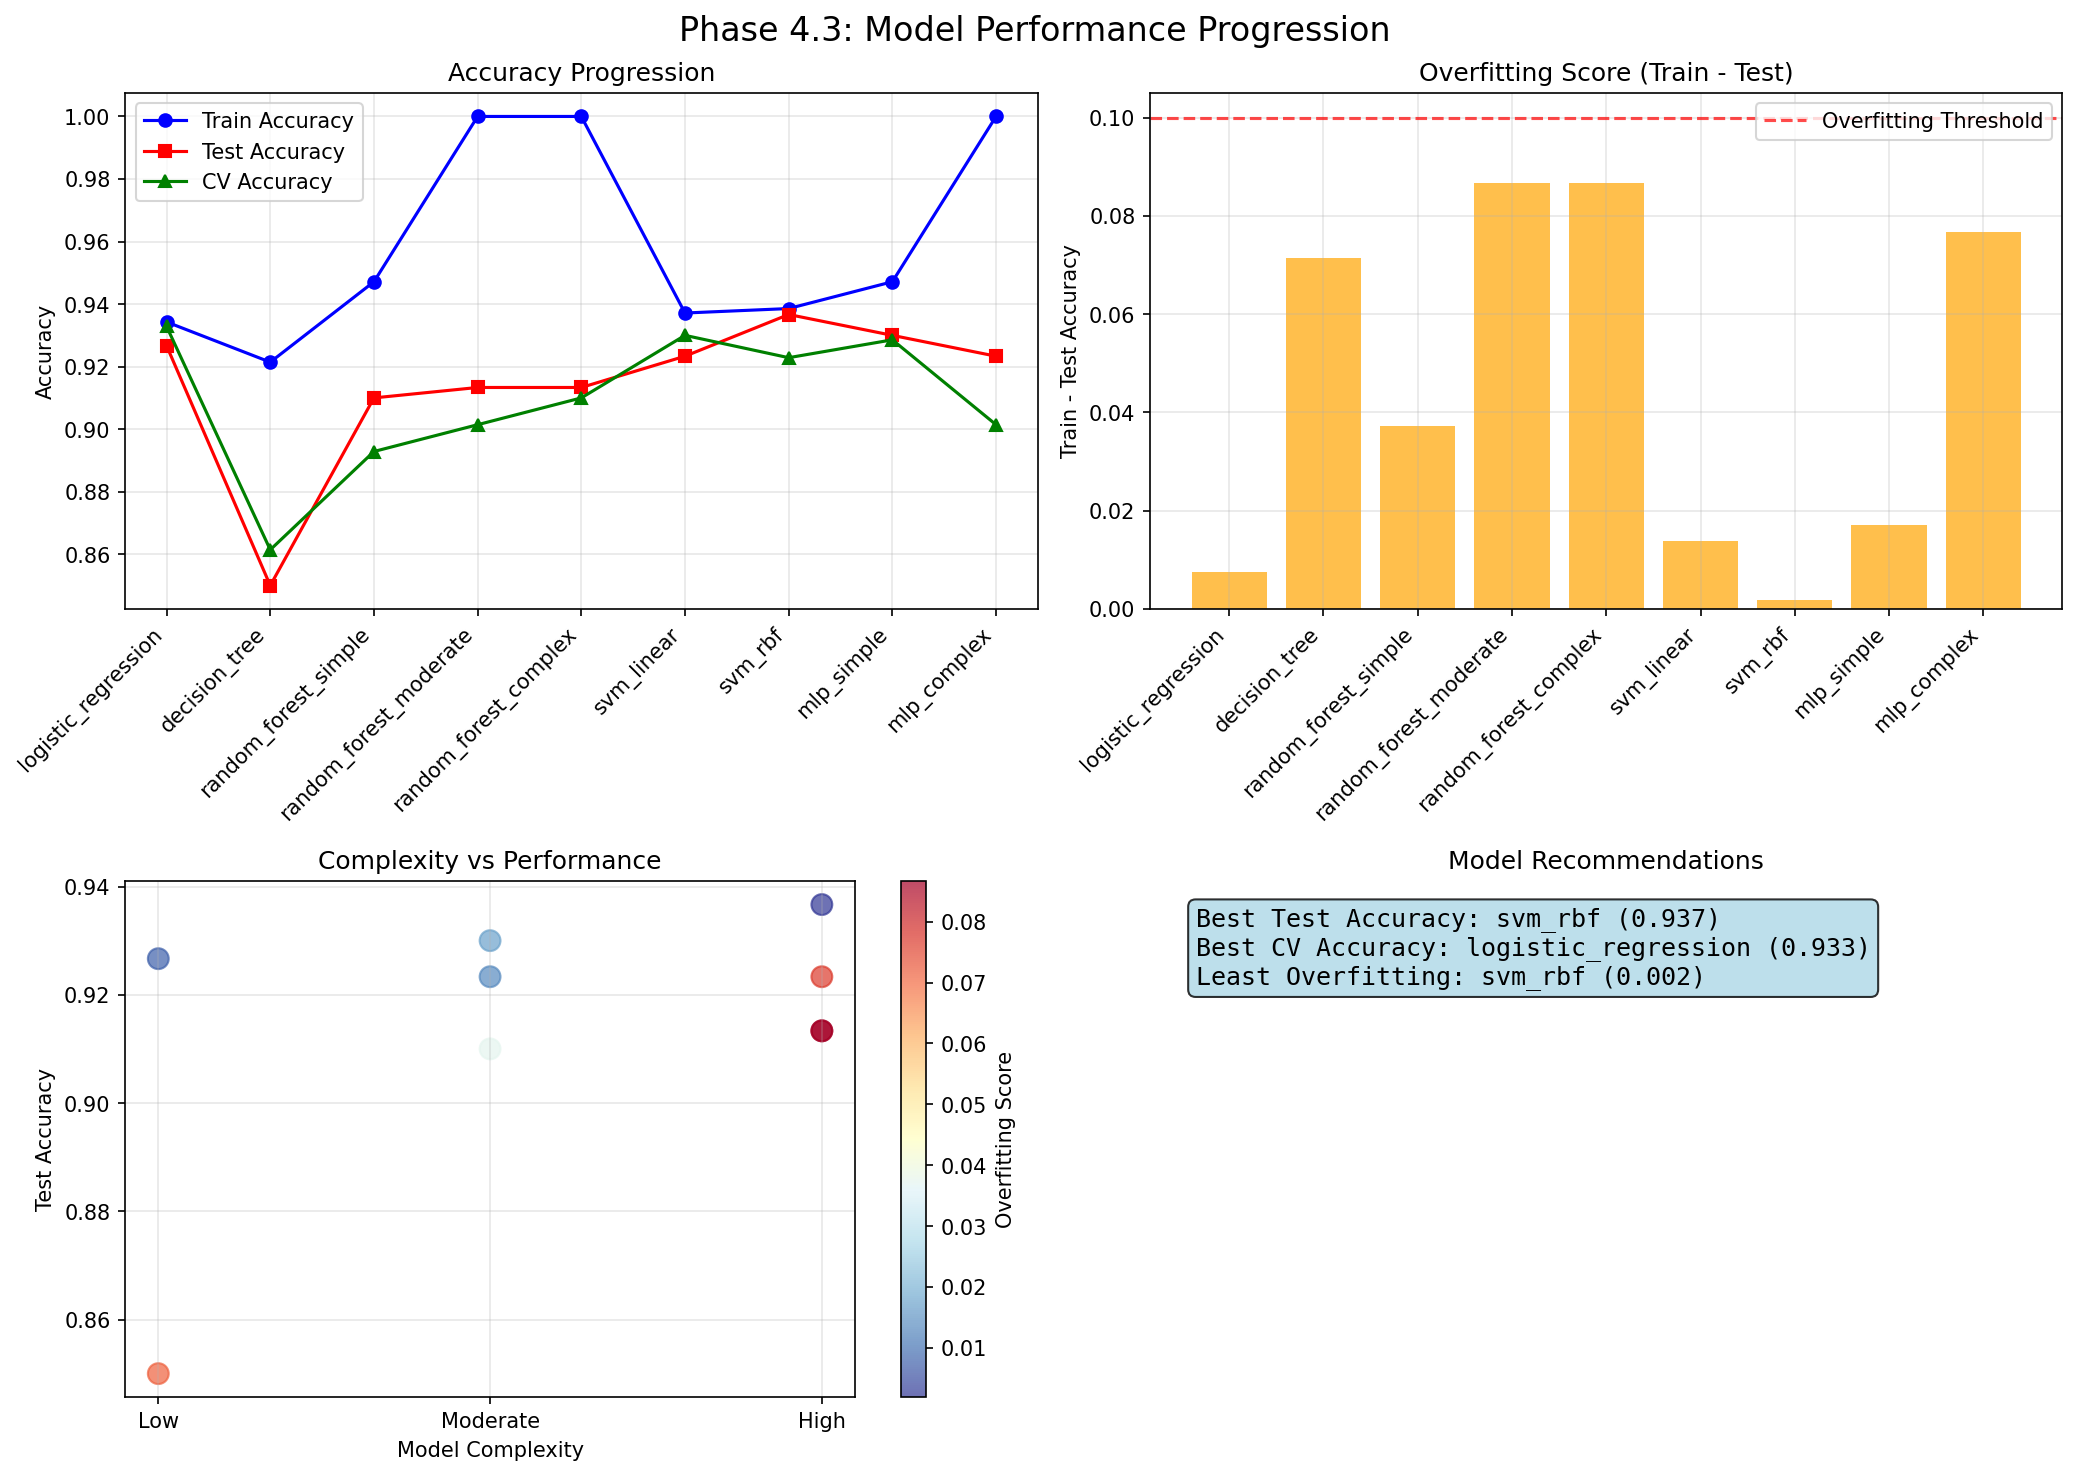 Phase 4.3: Model Performance Progression
Accuracy Progression
Train Accuracy
Test Accuracy
CV Accuracy
Accuracy
1.00
0.98
0.96
0.94
0.92
0.90
0.88
0.86
logistic_regression
decision_tree
random_forest_simple
random_forest_moderate
random_forest_complex
svm_linear
svm_rbf
mlp_simple
mlp_complex
Overfitting Score (Train - Test)
Overfitting Threshold
Train - Test Accuracy
0.10
0.08
0.06
0.04
0.02
0.00
logistic_regression
decision_tree
random_forest_simple
random_forest_moderate
random_forest_complex
svm_linear
svm_rbf
mlp_simple
mlp_complex
Complexity vs Performance
Test Accuracy
0.94
0.92
0.90
0.88
0.86
Low
Moderate
High
Model Complexity
0.08
0.07
0.06
0.05
0.04
0.03
0.02
0.01
Overfitting Score
Model Recommendations
Best Test Accuracy: svm_rbf (0.937)
Best CV Accuracy: logistic_regression (0.933)
Least Overfitting: svm_rbf (0.002)